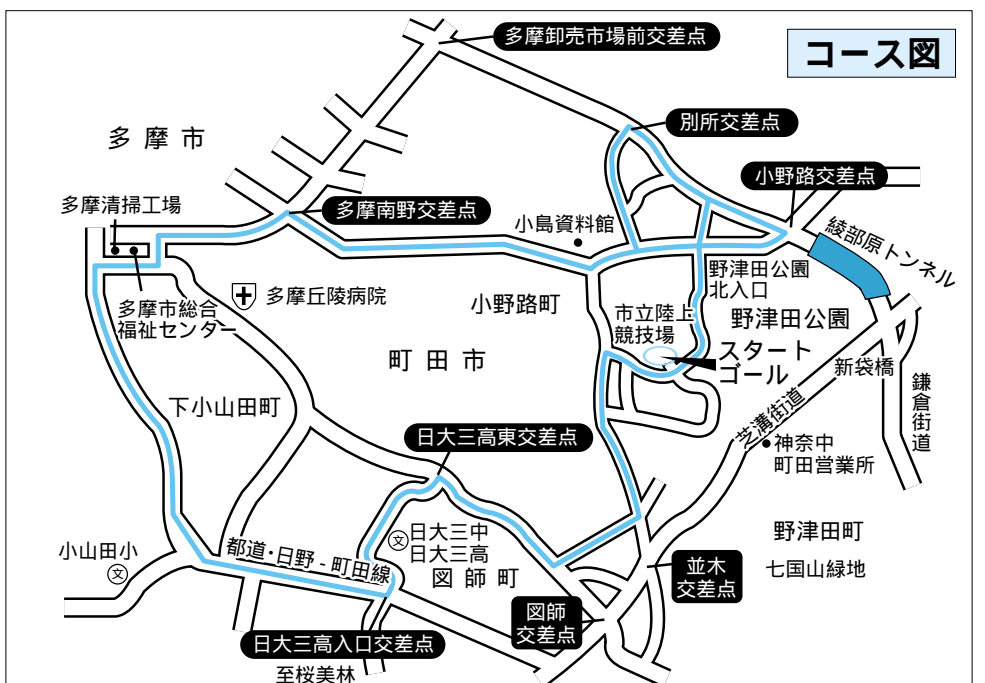 多摩卸売市場前交差点
コース図
別所交差点
多摩市
小野路交差点
多摩清掃工場
多摩南野交差点
小島資料館
綾部原トンネル
野津田公園
北入口
多摩丘陵病院
多摩市総合
福祉センター
小野路町
市立陸上
競技場
野津田公園
スタート
ゴール
町田市
新袋橋
鎌倉街道
下小山田町
芝溝街道
日大三高東交差点
神奈中
町田営業所
文
日大三中
日大三高
野津田町
小山田小
文
都道・日野-町田線
図師町
並木
交差点
七国山緑地
図師
交差点
日大三高入口交差点
至桜美林